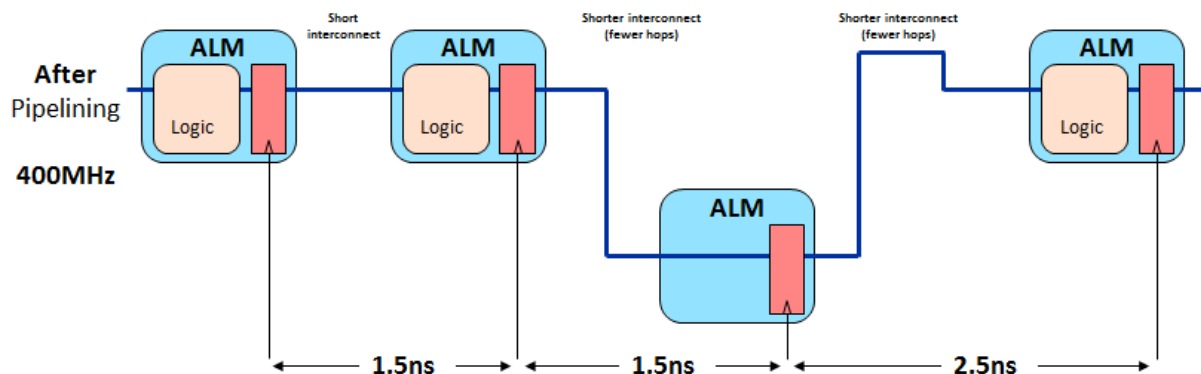 Short
interconnect
Shorter interconnect
(fewer hops)
Shorter interconnect
(fewer hops)
After
Pipelining
400MHz
ALM
Logic
ALM
Logic
ALM
ALM
Logic
1.5ns
1.5ns
2.5ns